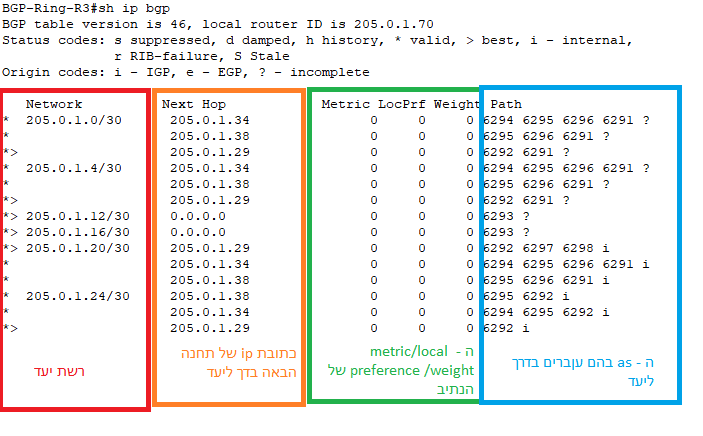 BGP-Ring-R3#sh ip bgp
BGP table version is 46, local router ID is 205.0.1.70
Status codes: s suppressed, d damped, h history, * valid, > best, i - internal,
r RIB-failure, S Stale
Origin codes: i - IGP, e - EGP, ? - incomplete
Network Next Hop Metric LocPrf Weight Path
* 205.0.1.0/30 205.0.1.34 0 0 0 6294 6295 6296 6291 ?
* 205.0.1.38 0 0 0 6295 6296 6291 ?
*> 205.0.1.29 0 0 0 6292 6291 ?
* 205.0.1.4/30 205.0.1.34 0 0 0 6294 6295 6296 6291 ?
* 205.0.1.38 0 0 0 6295 6296 6291 ?
*> 205.0.1.29 0 0 0 6292 6291 ?
*> 205.0.1.12/30 0.0.0.0 0 0 0 6293 ?
*> 205.0.1.16/30 0.0.0.0 0 0 0 6293 ?
*> 205.0.1.20/30 205.0.1.29 0 0 0 6292 6297 6298 i
* 205.0.1.34 0 0 0 6294 6295 6296 6291 i
* 205.0.1.38 0 0 0 6295 6296 6291 i
* 205.0.1.24/30 205.0.1.38 0 0 0 6295 6292 i
* 205.0.1.34 0 0 0 6294 6295 6292 i
*> 205.0.1.29 0 0 0 6292 i
רשת יעד
כתובת ip של תחנה
הבאה בדך ליעד
ה - metric/local
preference /weight של
הנתיב
ה - as בהם עןברים בדרך
ליעד